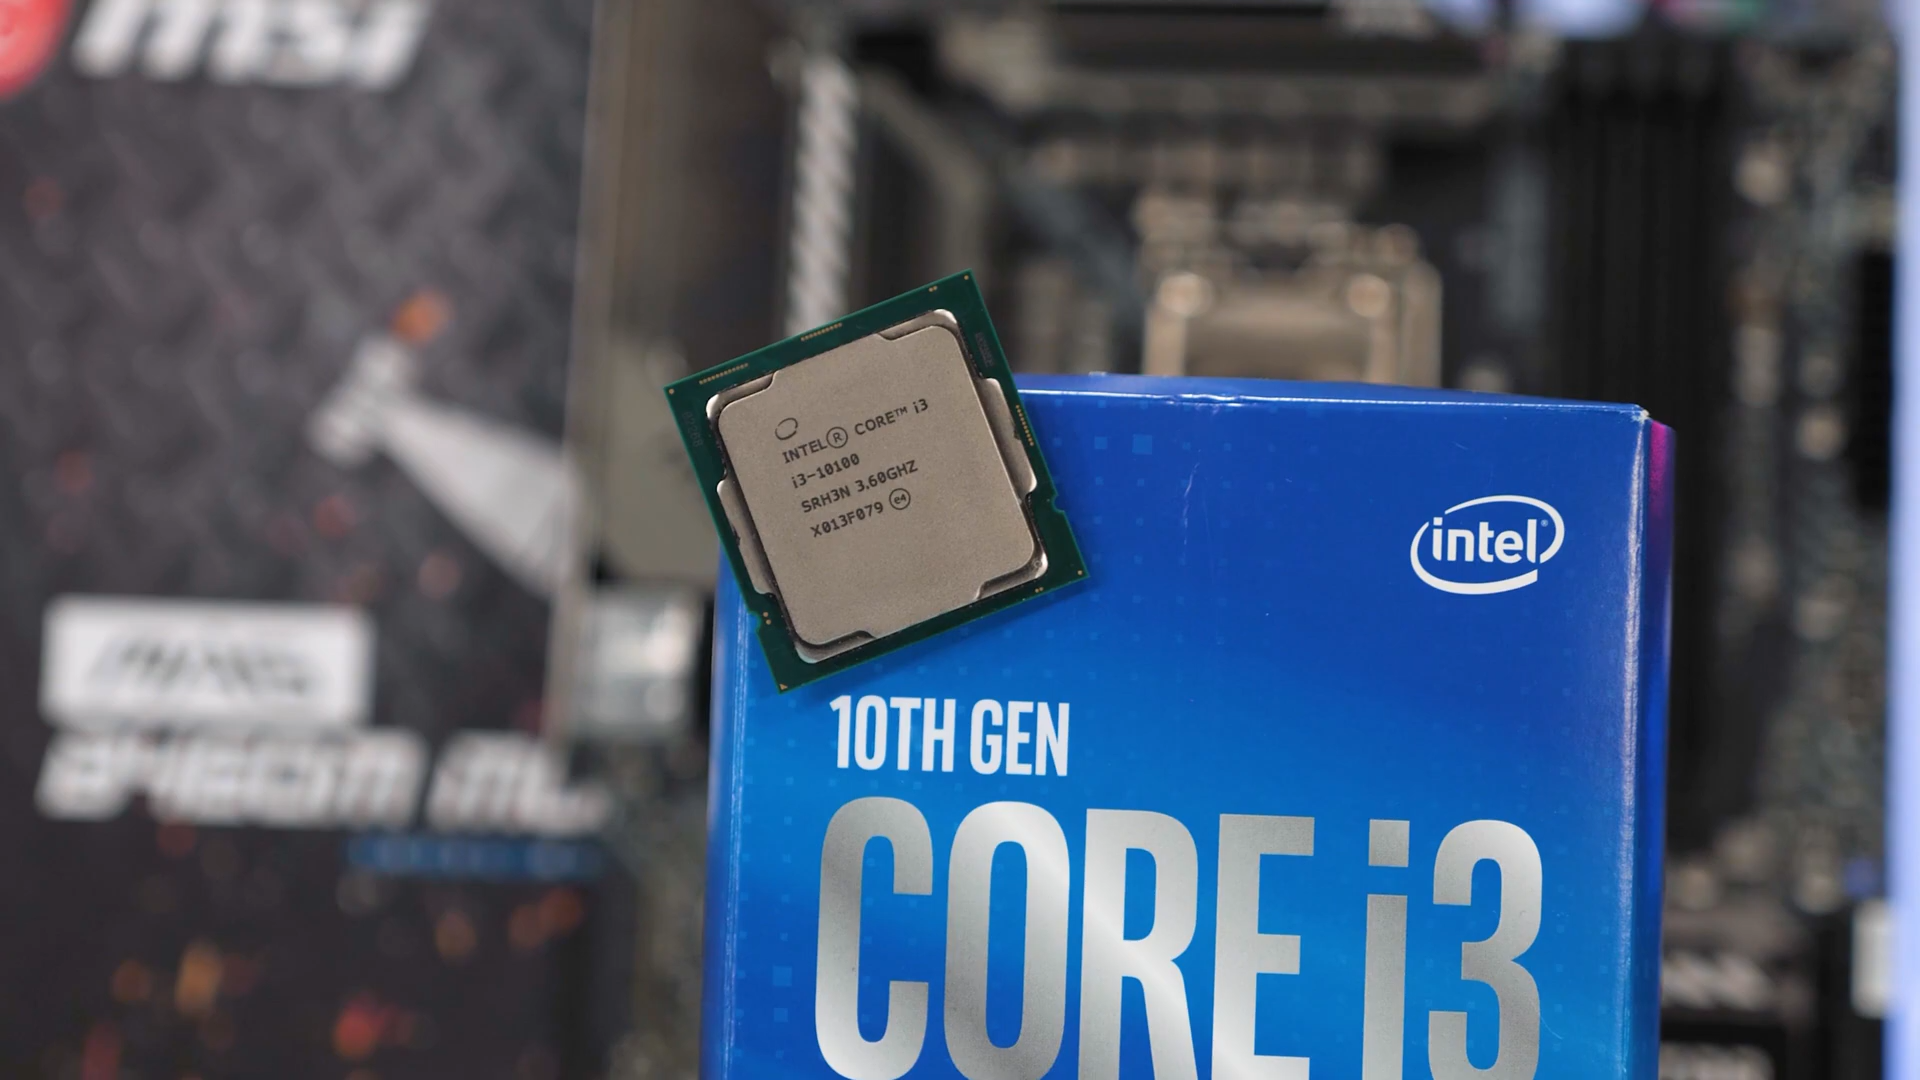 msi
INTEL® CORE™ i3
i3-10100
SRH3N 3.60GHZ
X013F079 e4
intel®
10TH GEN
CORE i3